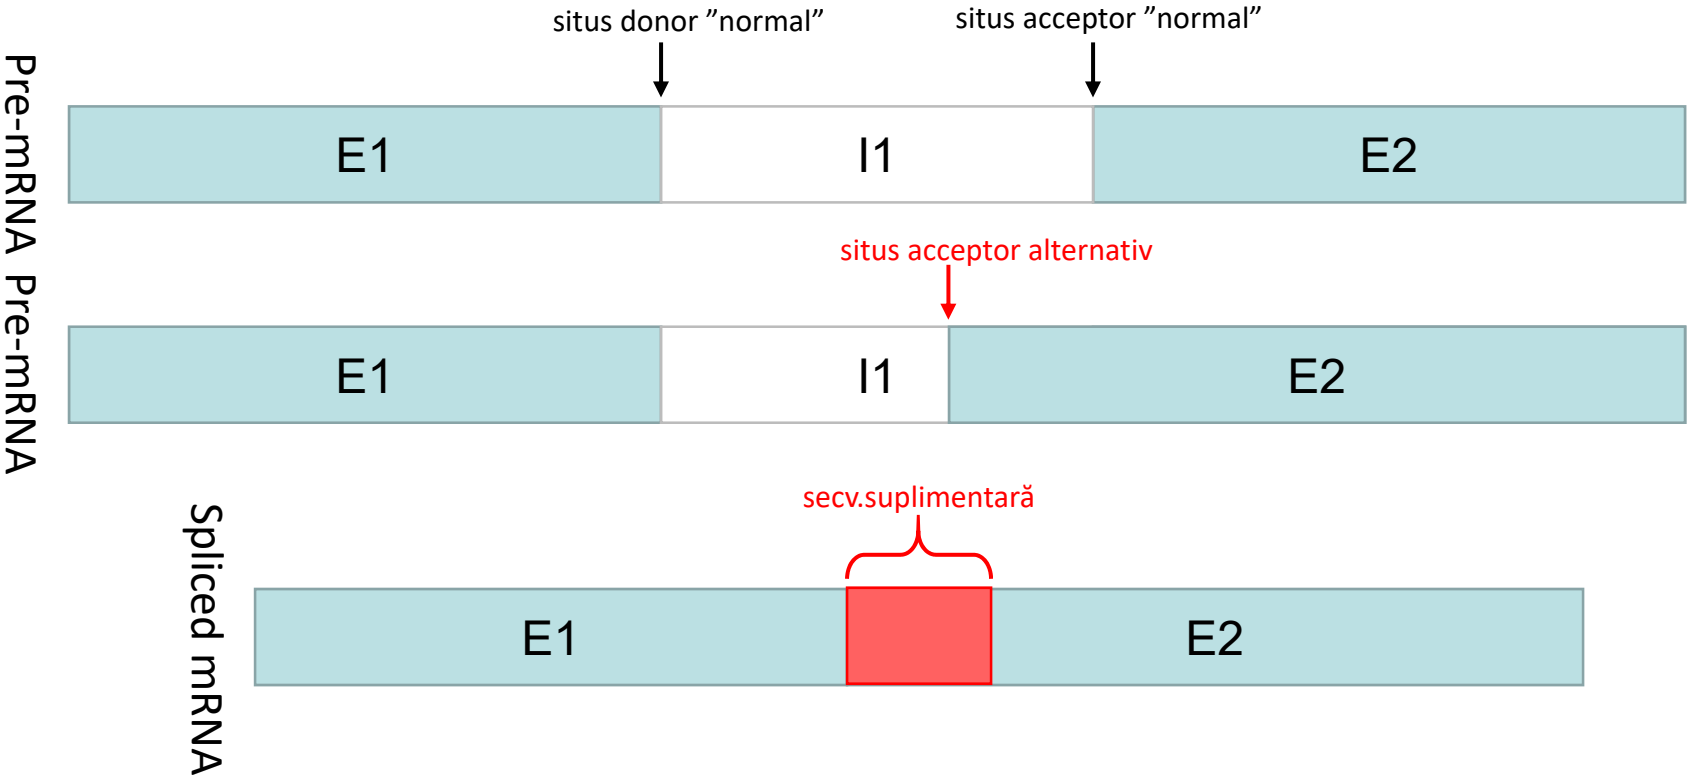 situs donor ”normal”
situs acceptor ”normal”
Pre-mRNA
E1
I1
E2
situs acceptor alternativ
Pre-mRNA
E1
I1
E2
secv.suplimentară
Spliced mRNA
E1
E2